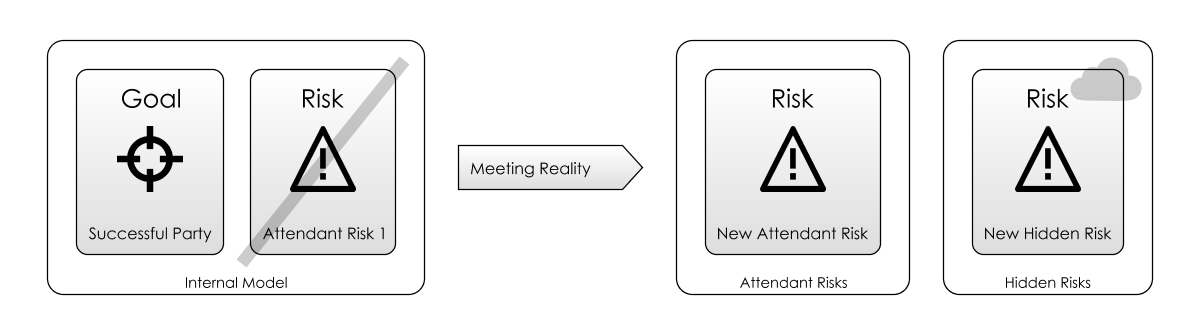 Goal
Successful Party
Risk
Attendant Risk 1
Internal Model
Meeting Reality
Risk
New Attendant Risk
Attendant Risks
Risk
New Hidden Risk
Hidden Risks